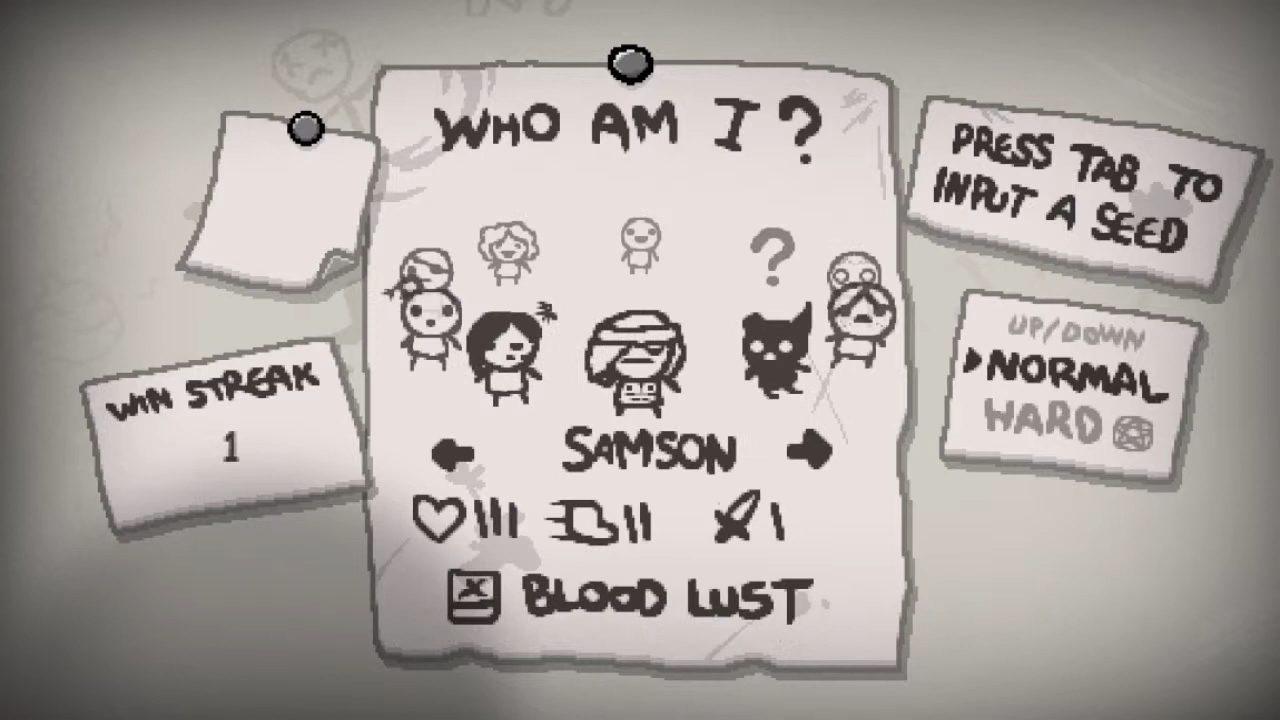 WHO AM I?
PRESS TAB TO
INPUT A SEED
?
UP/DOWN
NORMAL
HARD
WIN STREAK
1
SAMSON
BLOOD LUST